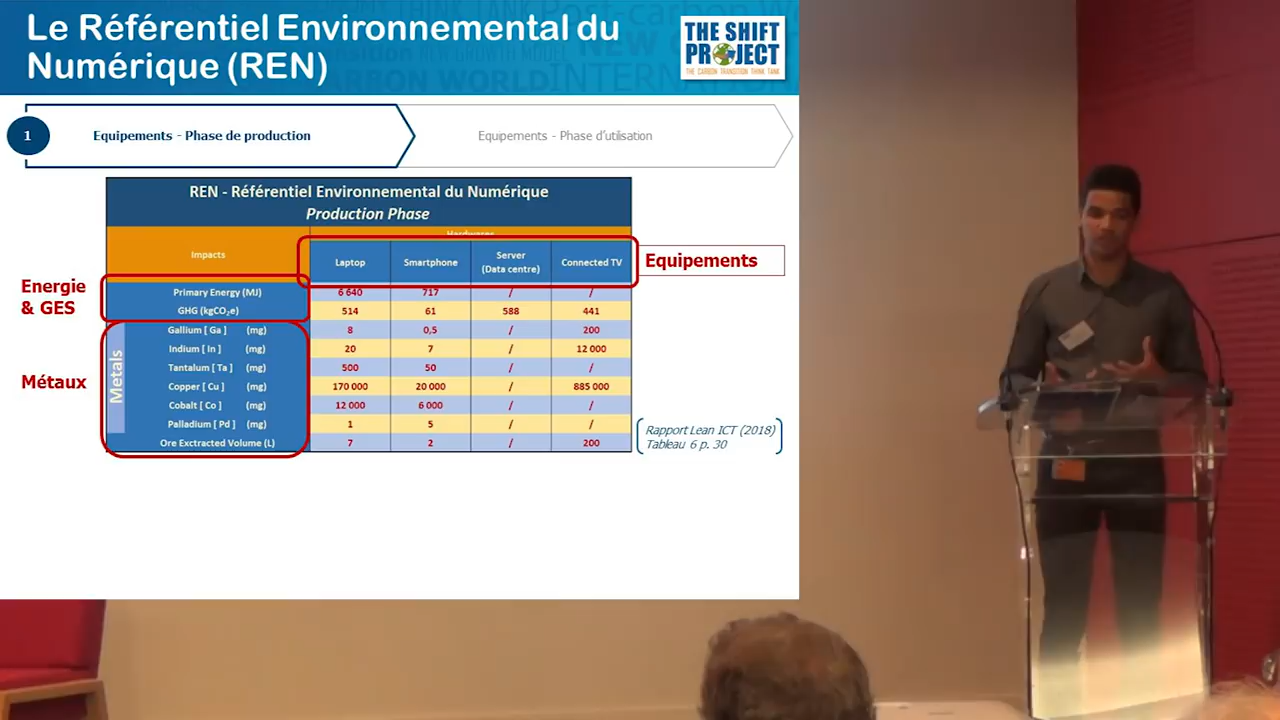 Le Référentiel Environnemental du
Numérique (REN)
THE SHIFT
PROJECT
THE CARBON TRANSITION THINK TANK
1
Equipements - Phase de production
Equipements - Phase d'utilisation
REN - Référentiel Environnemental du Numérique
Production Phase
Impacts
Hardwares
Laptop
Smartphone
Server
(Data centre)
Connected TV
Equipements
Energie
& GES
Primary Energy (MJ) 6 640 717 / /
GHG (kgCO₂e) 514 61 588 441
Métaux
Metals
Gallium [ Ga ] (mg) 8 0,5 / 200
Indium [ In ] (mg) 20 7 / 12 000
Tantalum [ Ta ] (mg) 500 50 / /
Copper [ Cu ] (mg) 170 000 20 000 / 885 000
Cobalt [ Co ] (mg) 12 000 6 000 / /
Palladium [ Pd ] (mg) 1 5 / /
Ore Exctracted Volume (L) 7 2 / 200
Rapport Lean ICT (2018)
Tableau 6 p. 30